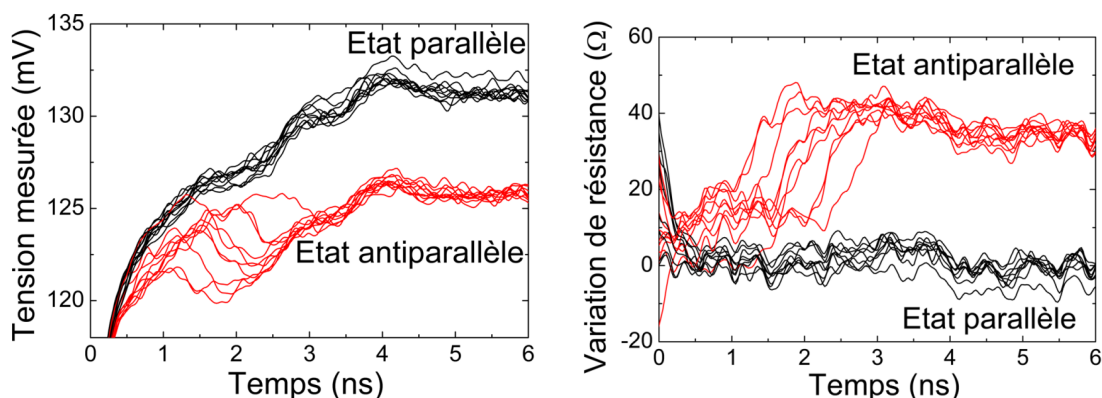 135
130
125
120
Tension mesurée (mV)
Etat parallèle
Etat antiparallèle
0 1 2 3 4 5 6
Temps (ns)
60
40
20
0
-20
Variation de résistance (Ω)
Etat antiparallèle
Etat parallèle
0 1 2 3 4 5 6
Temps (ns)